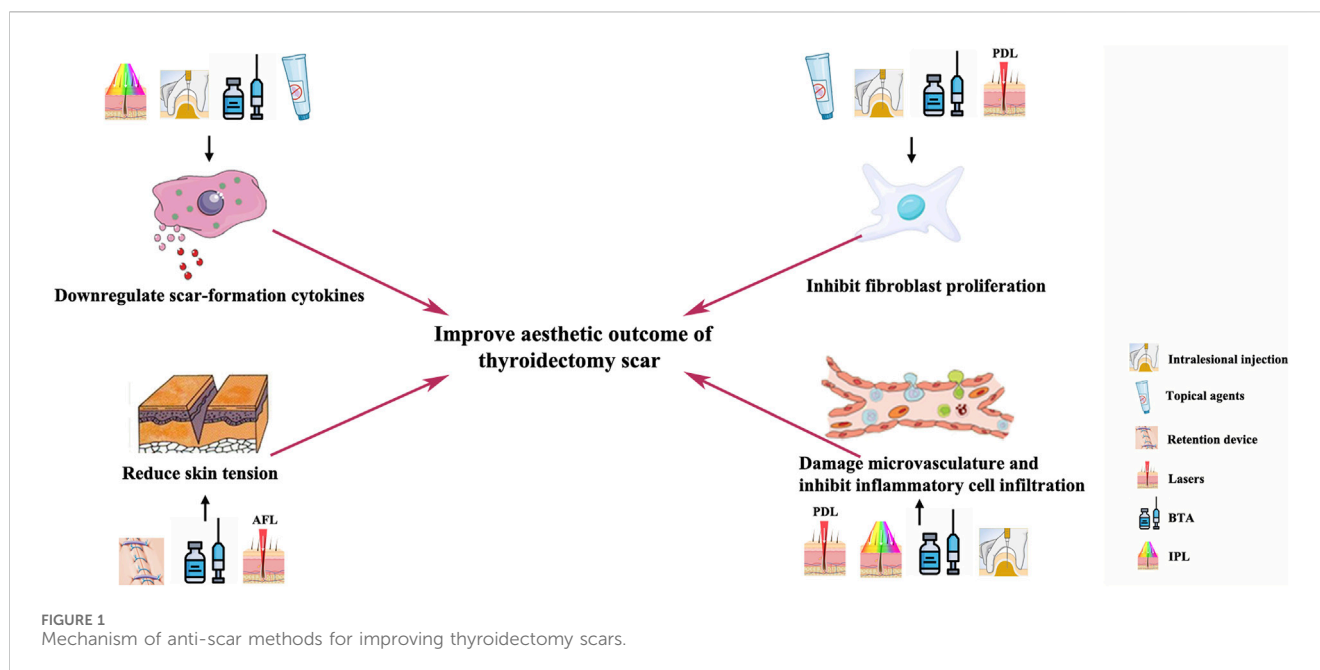 PDL
Downregulate scar-formation cytokines
Inhibit fibroblast proliferation
Improve aesthetic outcome of
thyroidectomy scar
Reduce skin tension
AFL
Damage microvasculature and
inhibit inflammatory cell infiltration
PDL
Intralesional injection
Topical agents
Retention device
Lasers
BTA
IPL
FIGURE 1
Mechanism of anti-scar methods for improving thyroidectomy scars.